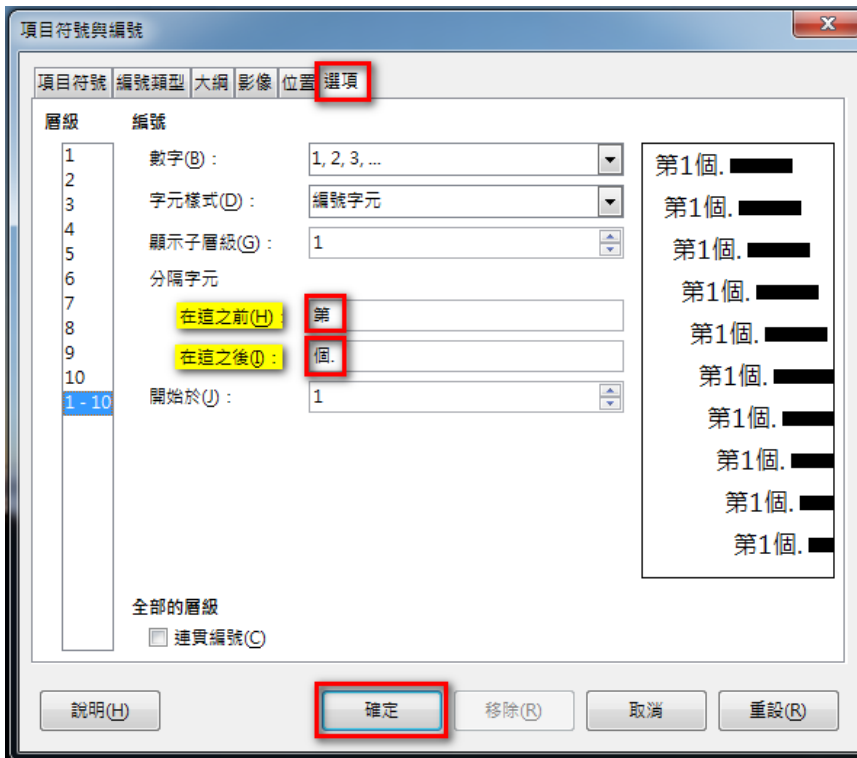 項目符號與編號
項目符號 編號類型 大綱 影像 位置 選項
層級
1
2
3
4
5
6
7
8
9
10
1 - 10
編號
數字(B)： 1, 2, 3, ...
字元樣式(D)： 編號字元
顯示子層級(G)： 1
分隔字元
在這之前(H)： 第
在這之後(I)： 個.
開始於(J)： 1
第1個.
第1個.
第1個.
第1個.
第1個.
第1個.
第1個.
第1個.
第1個.
第1個.
全部的層級
連貫編號(C)
說明(H) 確定 移除(R) 取消 重設(R)